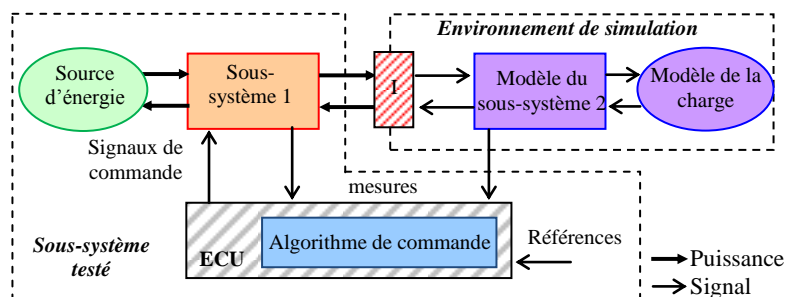 Environnement de simulation
Source
d'énergie
Sous-
système 1
I
Modèle du
sous-système 2
Modèle de la
charge
Signaux de
commande
mesures
Sous-système
testé
ECU
Algorithme de commande
Références
Puissance
Signal